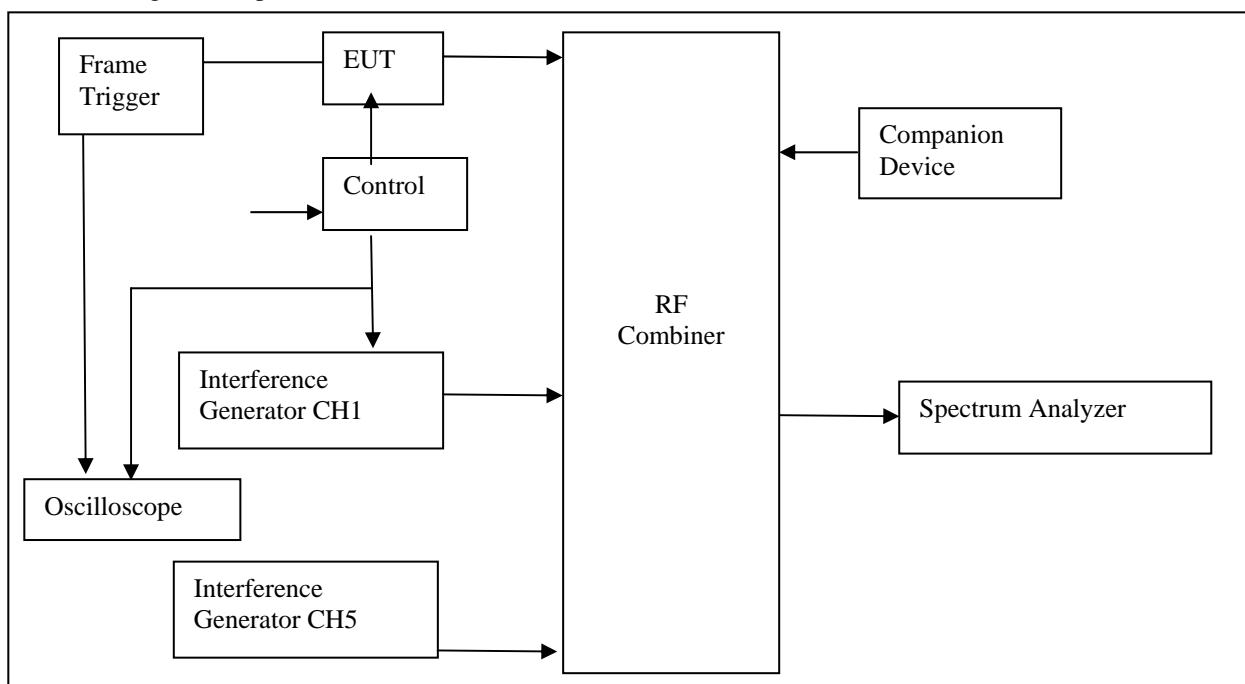 Frame
Trigger
EUT
Companion
Device
Control
RF
Combiner
Interference
Generator CH1
Spectrum Analyzer
Oscilloscope
Interference
Generator CH5